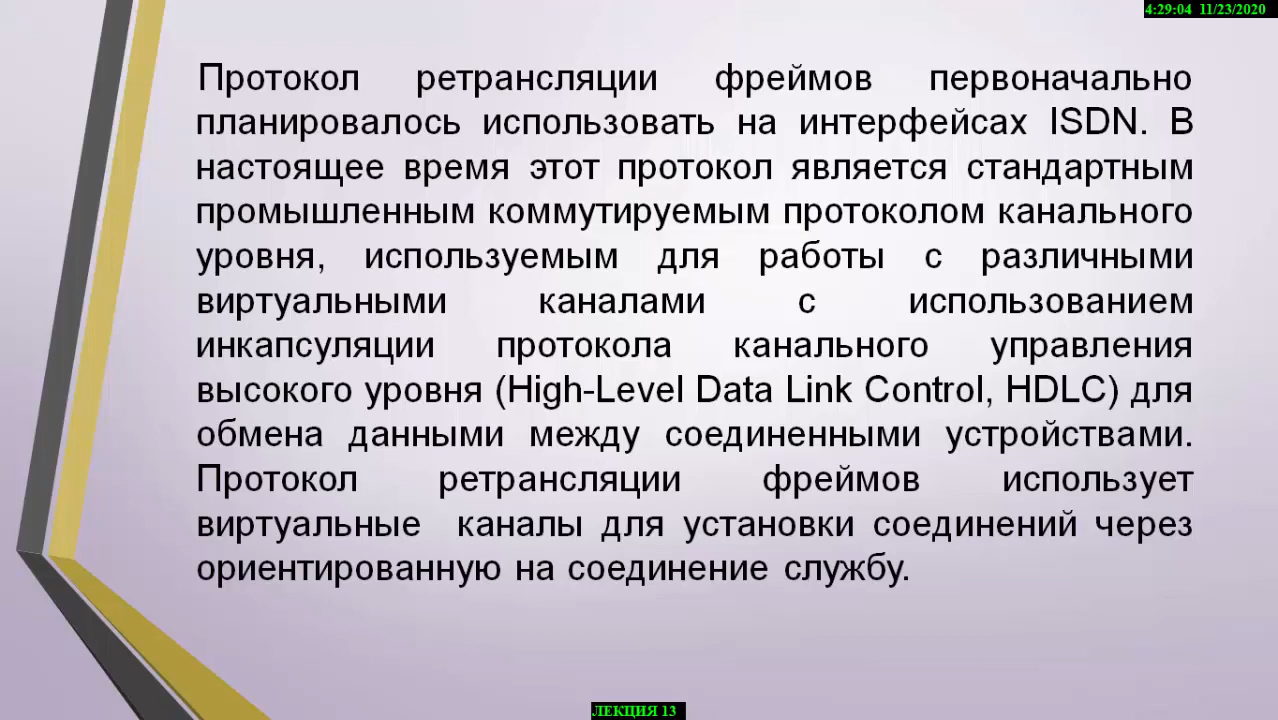 4:29:04 11/23/2020
Протокол ретрансляции фреймов первоначально
планировалось использовать на интерфейсах ISDN. В
настоящее время этот протокол является стандартным
промышленным коммутируемым протоколом канального
уровня, используемым для работы с различными
виртуальными каналами с использованием
инкапсуляции протокола канального управления
высокого уровня (High-Level Data Link Control, HDLC) для
обмена данными между соединенными устройствами.
Протокол ретрансляции фреймов использует
виртуальные каналы для установки соединений через
ориентированную на соединение службу.
ЛЕКЦИЯ 13